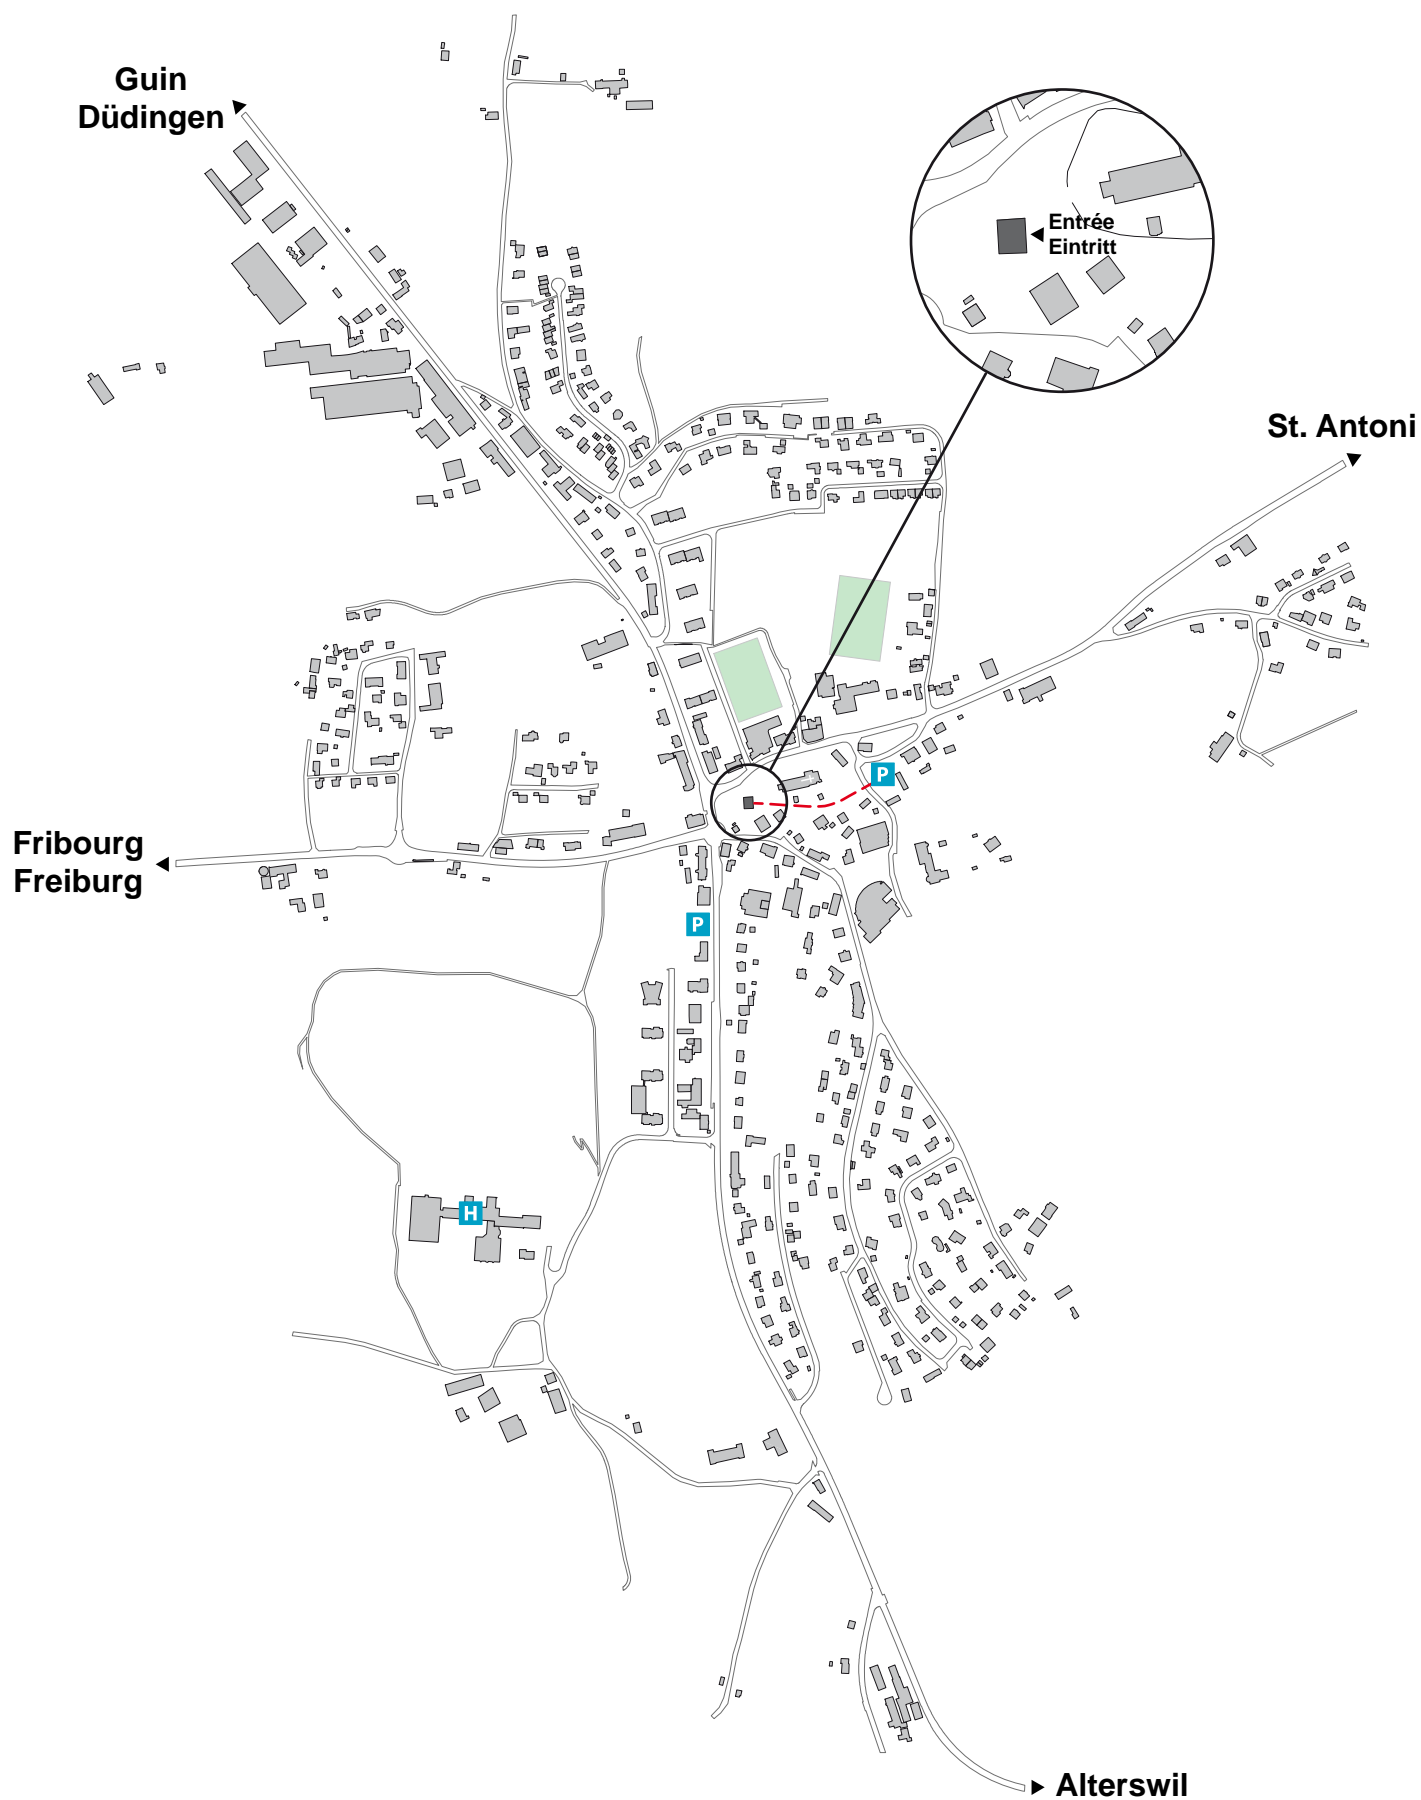 Guin
Düdingen
Entrée
Eintritt
St. Antoni
P
Fribourg
Freiburg
P
H
Alterswil